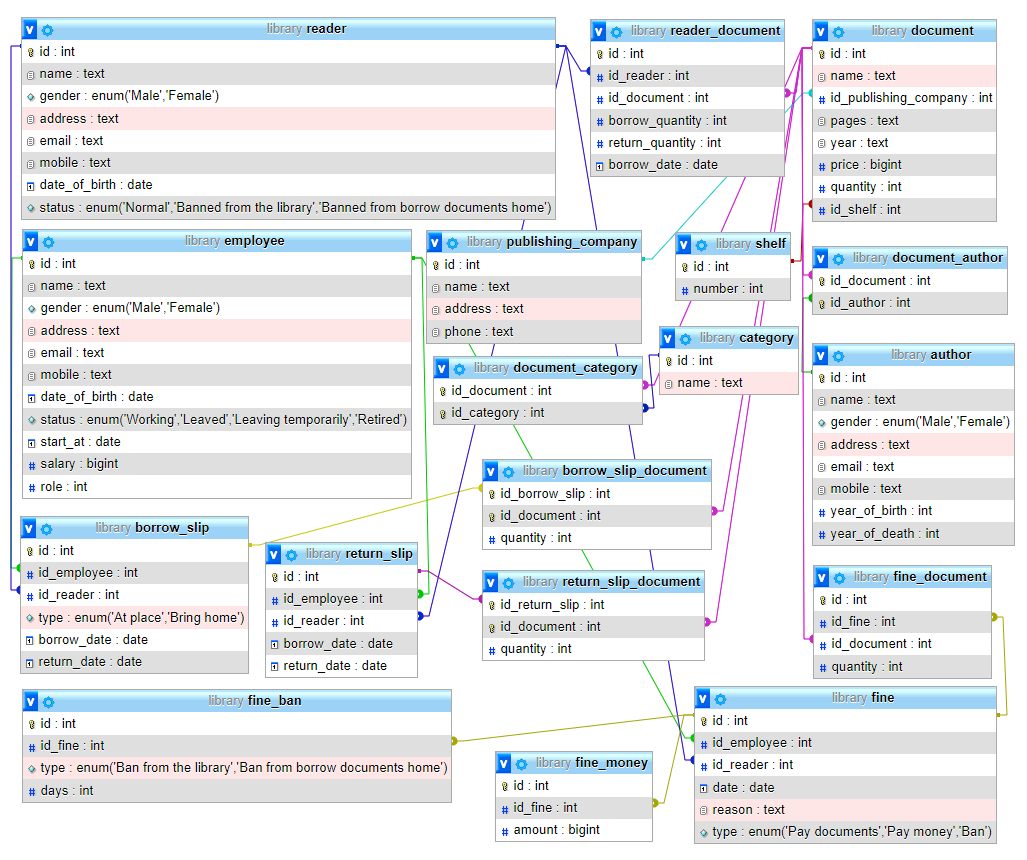 library reader
id : int
name : text
gender : enum('Male','Female')
address : text
email : text
mobile : text
date_of_birth : date
status : enum('Normal','Banned from the library','Banned from borrow documents home')
library reader_document
id : int
id_reader : int
id_document : int
borrow_quantity : int
return_quantity : int
borrow_date : date
library document
id : int
name : text
id_publishing_company : int
pages : text
year : text
price : bigint
quantity : int
id_shelf : int
library employee
id : int
name : text
gender : enum('Male','Female')
address : text
email : text
mobile : text
date_of_birth : date
status : enum('Working','Leaved','Leaving temporarily','Retired')
start_at : date
salary : bigint
role : int
library publishing_company
id : int
name : text
address : text
phone : text
library shelf
id : int
number : int
library document_author
id_document : int
id_author : int
library category
id : int
name : text
library document_category
id_document : int
id_category : int
library author
id : int
name : text
gender : enum('Male','Female')
address : text
email : text
mobile : text
year_of_birth : int
year_of_death : int
library borrow_slip_document
id_borrow_slip : int
id_document : int
quantity : int
library borrow_slip
id : int
id_employee : int
id_reader : int
type : enum('At place','Bring home')
borrow_date : date
return_date : date
library return_slip
id : int
id_employee : int
id_reader : int
borrow_date : date
return_date : date
library return_slip_document
id_return_slip : int
id_document : int
quantity : int
library fine_document
id : int
id_fine : int
id_document : int
quantity : int
library fine_ban
id : int
id_fine : int
type : enum('Ban from the library','Ban from borrow documents home')
days : int
library fine_money
id : int
id_fine : int
amount : bigint
library fine
id : int
id_employee : int
id_reader : int
date : date
reason : text
type : enum('Pay documents','Pay money','Ban')